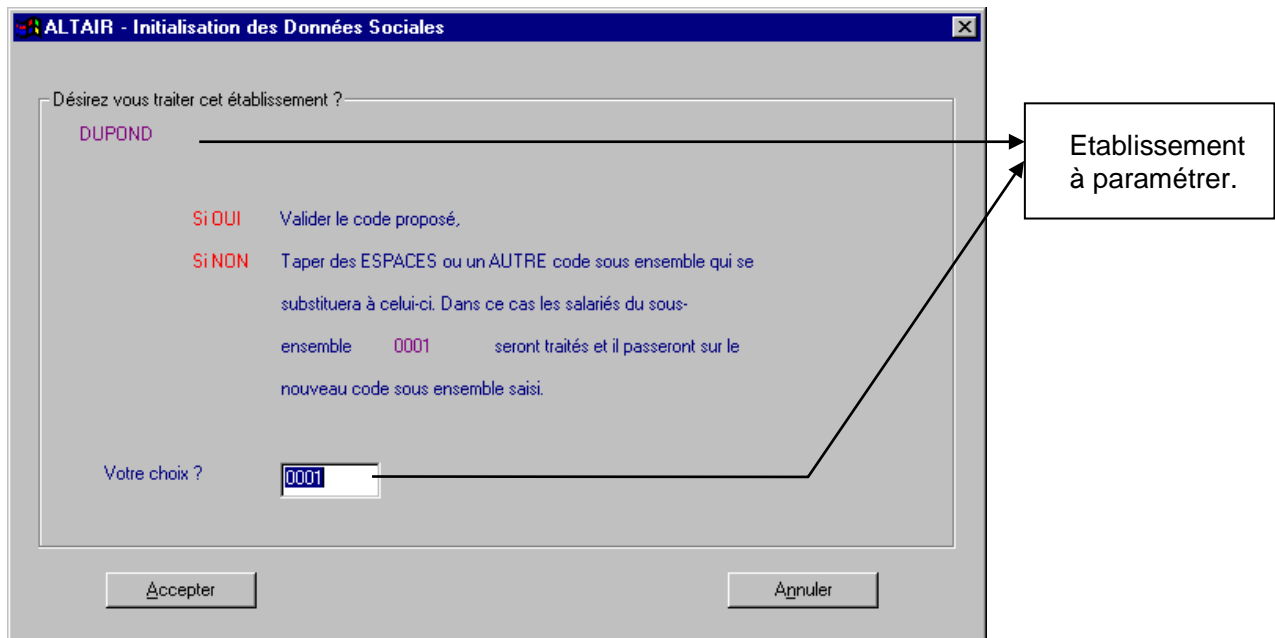 ALTAIR - Initialisation des Données Sociales
Désirez vous traiter cet établissement ?
DUPOND
Etablissement
à paramétrer.
Si OUI Valider le code proposé,
Si NON Taper des ESPACES ou un AUTRE code sous ensemble qui se
substituera à celui-ci. Dans ce cas les salariés du sous-
ensemble 0001 seront traités et il passeront sur le
nouveau code sous ensemble saisi.
Votre choix ? 0001
Accepter Annuler